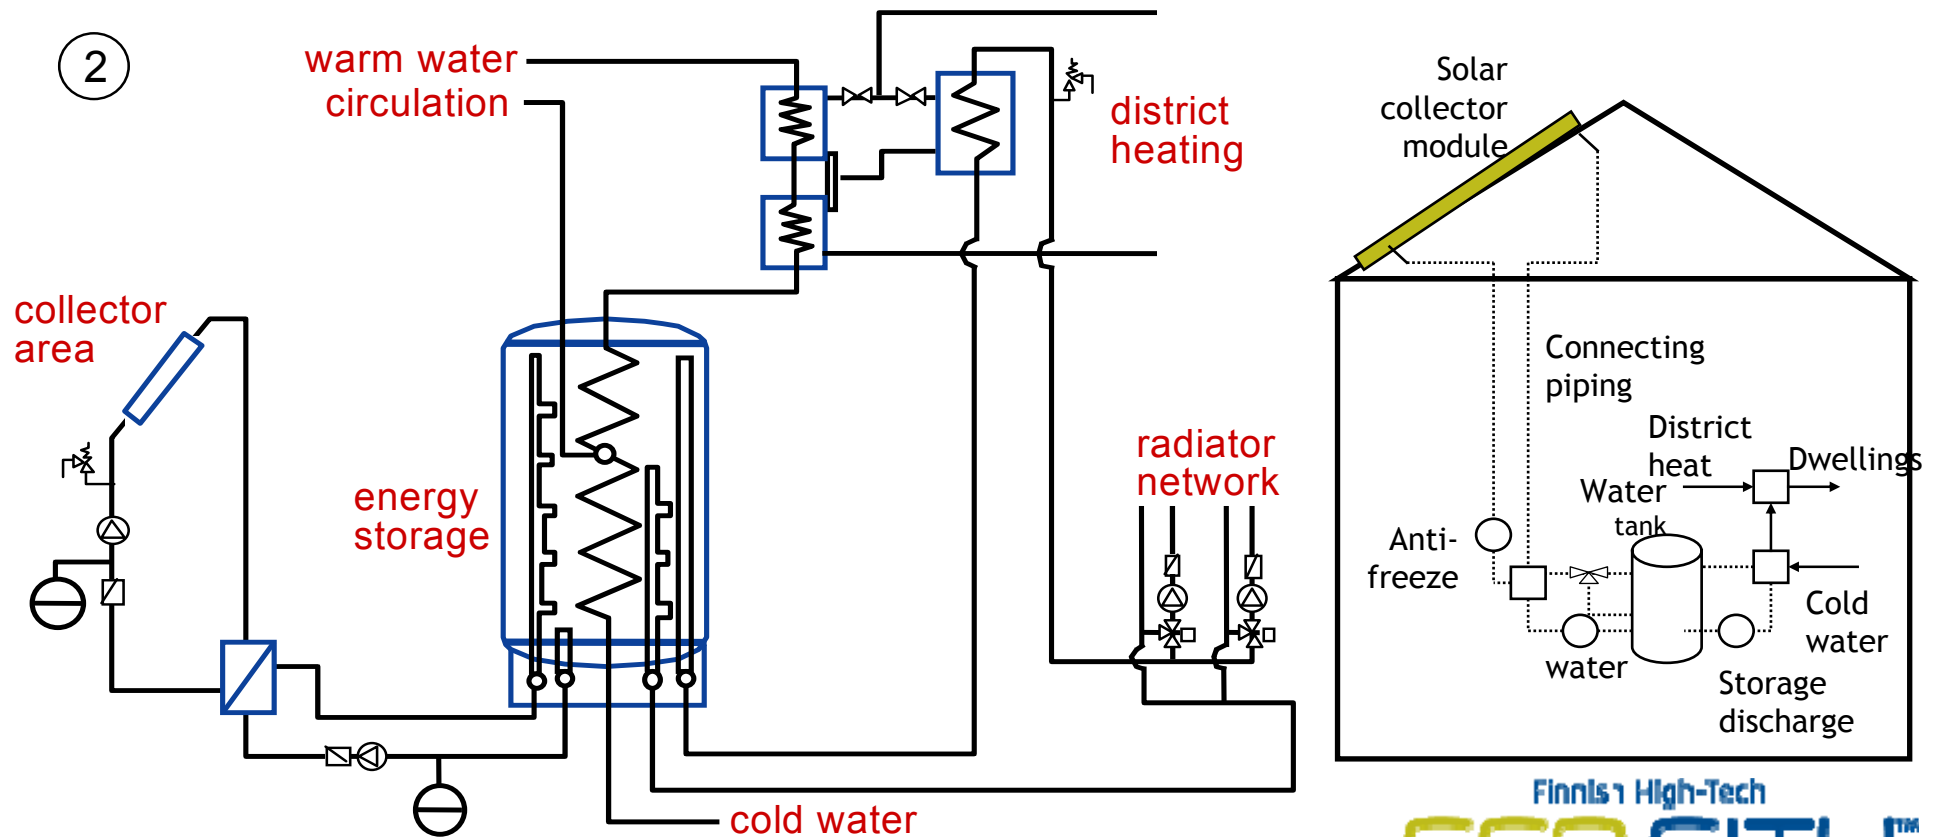 2
warm water
circulation
district
heating
collector
area
energy
storage
radiator
network
cold water
Solar
collector
module
Connecting
piping
District
heat
Dwellings
Water
tank
Anti-
freeze
Cold
water
water
Storage
discharge
Finnish High-Tech